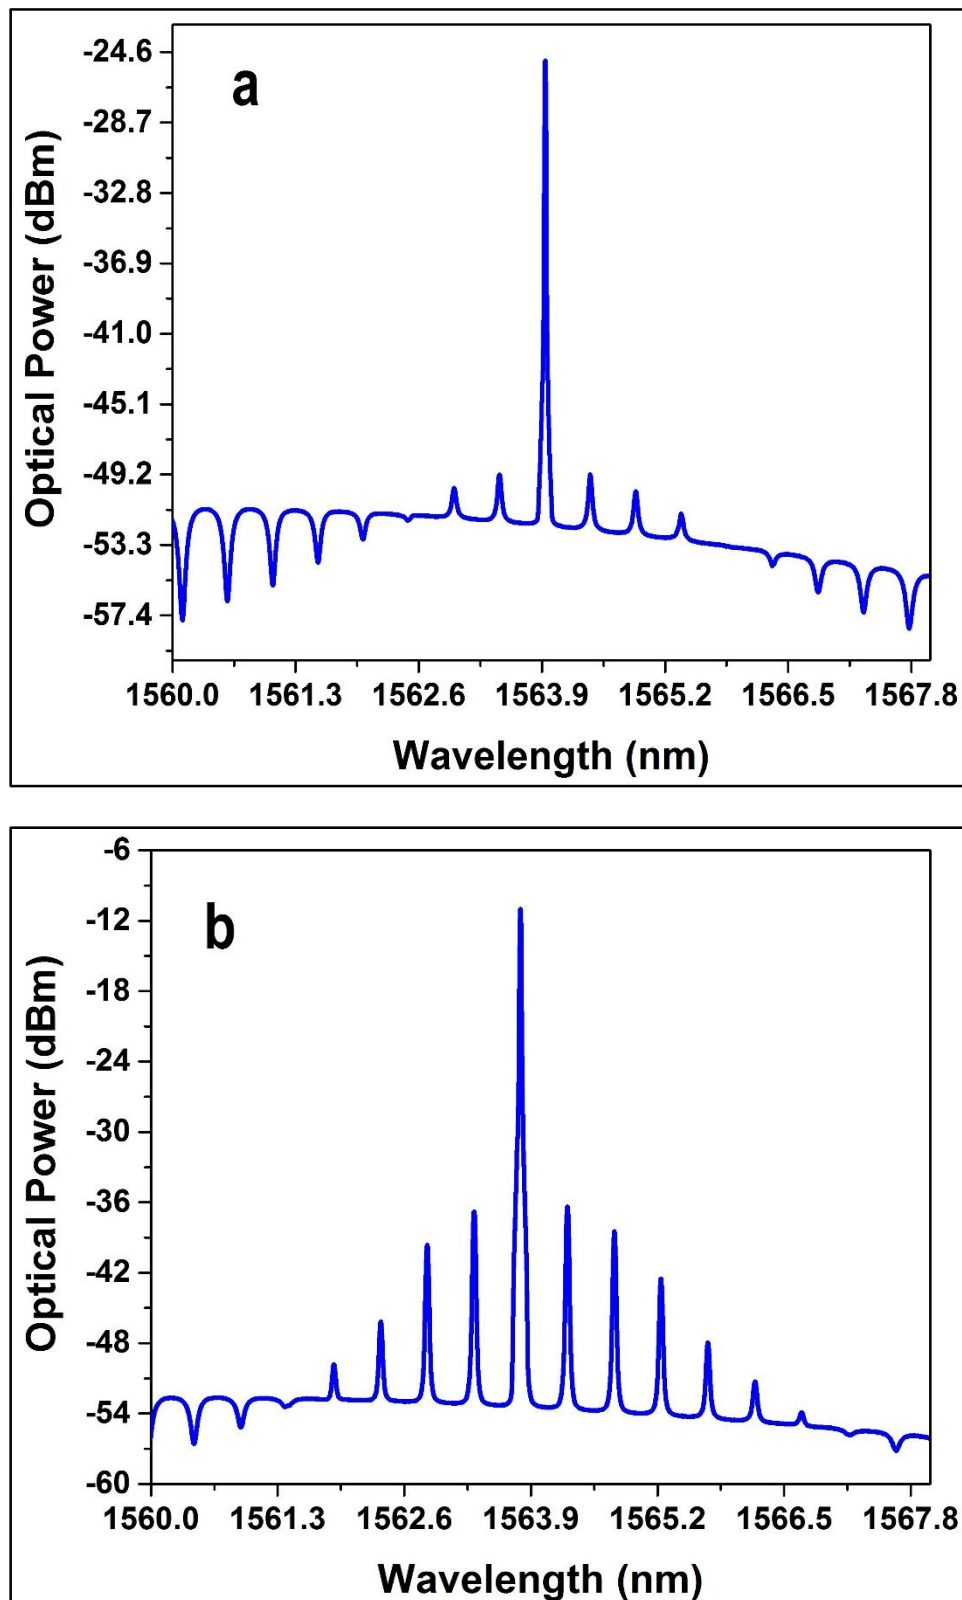 a
-24.6
-28.7
-32.8
-36.9
-41.0
-45.1
-49.2
-53.3
-57.4
Optical Power (dBm)
1560.0 1561.3 1562.6 1563.9 1565.2 1566.5 1567.8
Wavelength (nm)
b
-6
-12
-18
-24
-30
-36
-42
-48
-54
-60
Optical Power (dBm)
1560.0 1561.3 1562.6 1563.9 1565.2 1566.5 1567.8
Wavelength (nm)